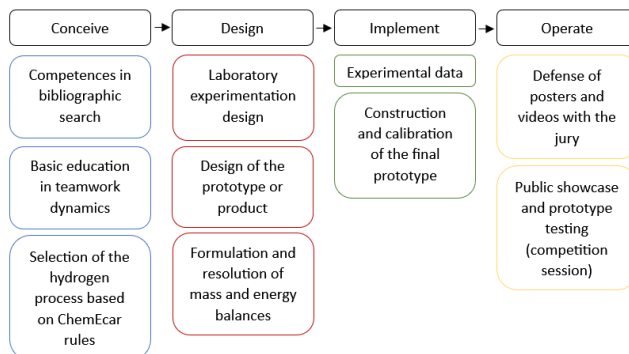 Conceive
Design
Implement
Operate
Competences in
bibliographic
search
Basic education
in teamwork
dynamics
Selection of the
hydrogen
process based
on ChemEcar
rules
Laboratory
experimentation
design
Design of the
prototype or
product
Formulation and
resolution of
mass and energy
balances
Experimental data
Construction
and calibration
of the final
prototype
Defense of
posters and
videos with the
jury
Public showcase
and prototype
testing
(competition
session)